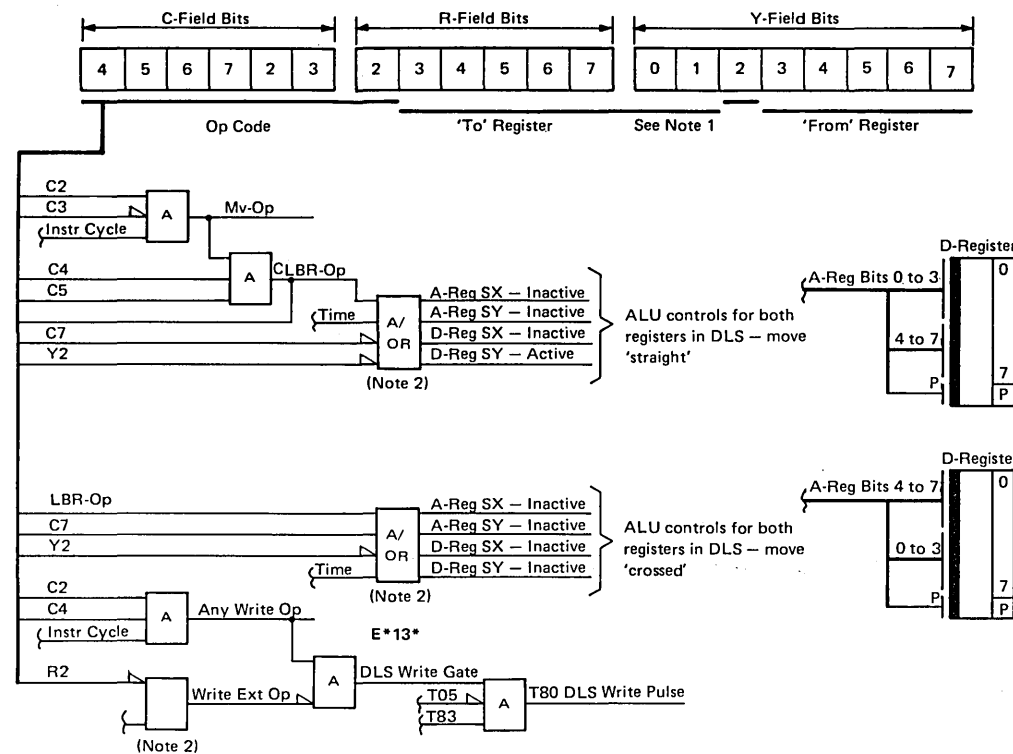 C-Field Bits R-Field Bits Y-Field Bits
4 5 6 7 2 3 2 3 4 5 6 7 0 1 2 3 4 5 6 7
Op Code 'To' Register See Note 1 'From' Register
C2
C3
Instr Cycle
A
Mv-Op
C4
C5
A
CLBR-Op
Time
C7
Y2
A/
OR
(Note 2)
A-Reg SX — Inactive
A-Reg SY — Inactive
D-Reg SX — Inactive
D-Reg SY — Active
ALU controls for both
registers in DLS — move
'straight'
D-Register
A-Reg Bits 0 to 3
4 to 7
P
0
7
P
LBR-Op
C7
Y2
Time
A/
OR
(Note 2)
A-Reg SX — Inactive
A-Reg SY — Inactive
D-Reg SX — Inactive
D-Reg SY — Inactive
ALU controls for both
registers in DLS — move
'crossed'
D-Register
A-Reg Bits 4 to 7
0 to 3
P
0
7
P
C2
C4
Instr Cycle
A
Any Write Op
E*13*
R2
Write Ext Op
(Note 2)
A
DLS Write Gate
T05
T83
A
T80 DLS Write Pulse